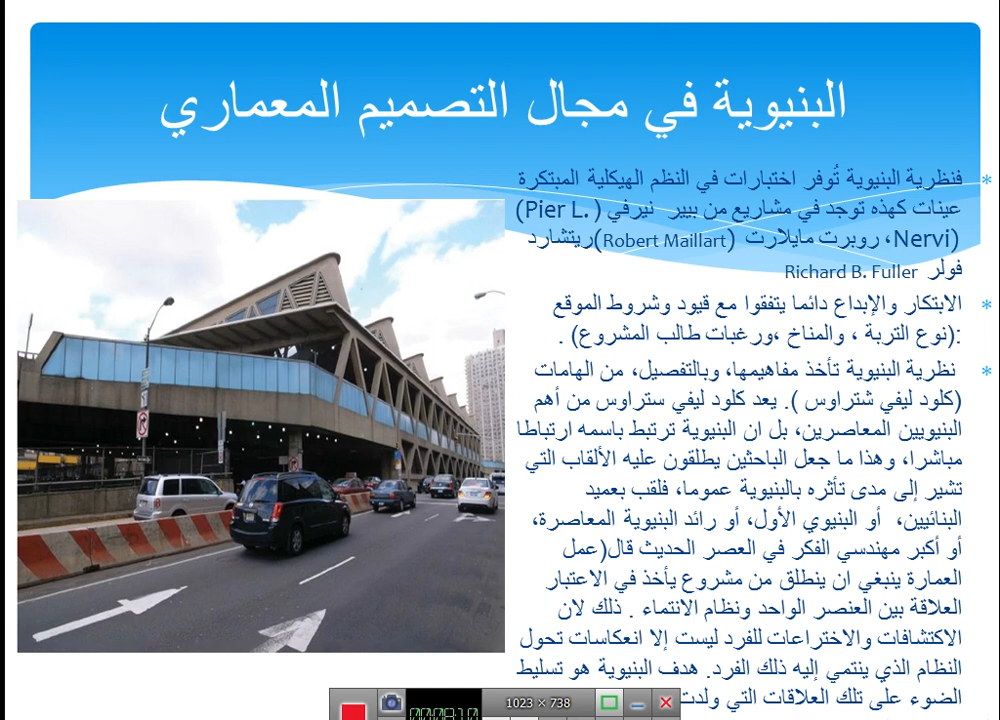 البنيوية في مجال التصميم المعماري
فنظرية البنيوية تُوفر اختبارات في النظم الهيكلية المبتكرة
عينات كهذه توجد في مشاريع من بيير نيرفي ( .Pier L)
(Nervi، روبرت مايلارت (Robert Maillart)ريتشارد
فولر Richard B. Fuller
الابتكار والإبداع دائما يتفقوا مع قيود وشروط الموقع
:(نوع التربة ، والمناخ ،ورغبات طالب المشروع) .
نظرية البنيوية تأخذ مفاهيمها، وبالتفصيل، من الهامات
(كلود ليفي شتراوس ). يعد كلود ليفي ستراوس من أهم
البنيويين المعاصرين، بل ان البنيوية ترتبط باسمه ارتباطا
مباشرا، وهذا ما جعل الباحثين يطلقون عليه الألقاب التي
تشير إلى مدى تأثره بالبنيوية عموما، فلقب بعميد
البنائيين، أو البنيوي الأول، أو رائد البنيوية المعاصرة،
أو أكبر مهندسي الفكر في العصر الحديث قال(عمل
العمارة ينبغي ان ينطلق من مشروع يأخذ في الاعتبار
العلاقة بين العنصر الواحد ونظام الانتماء . ذلك لان
الاكتشافات والاختراعات للفرد ليست إلا انعكاسات تحول
النظام الذي ينتمي إليه ذلك الفرد. هدف البنيوية هو تسليط
الضوء على تلك العلاقات التي ولدت
1023 × 738